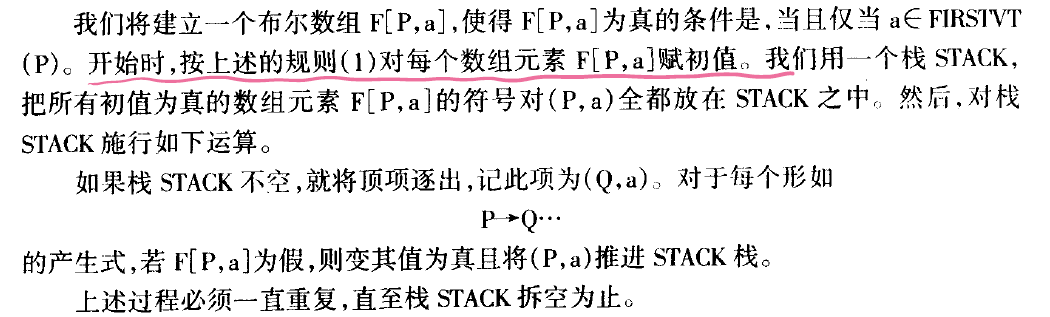 我们将建立一个布尔数组 F[P,a],使得 F[P,a]为真的条件是,当且仅当 a∈FIRSTVT
(P)。开始时,按上述的规则(1)对每个数组元素 F[P,a]赋初值。我们用一个栈 STACK,
把所有初值为真的数组元素 F[P,a]的符号对(P,a)全都放在 STACK 之中。然后,对栈
STACK 施行如下运算。
如果栈 STACK 不空,就将顶项逐出,记此项为(Q,a)。对于每个形如
P→Q…
的产生式,若 F[P,a]为假,则变其值为真且将(P,a)推进 STACK 栈。
上述过程必须一直重复,直至栈 STACK 拆空为止。